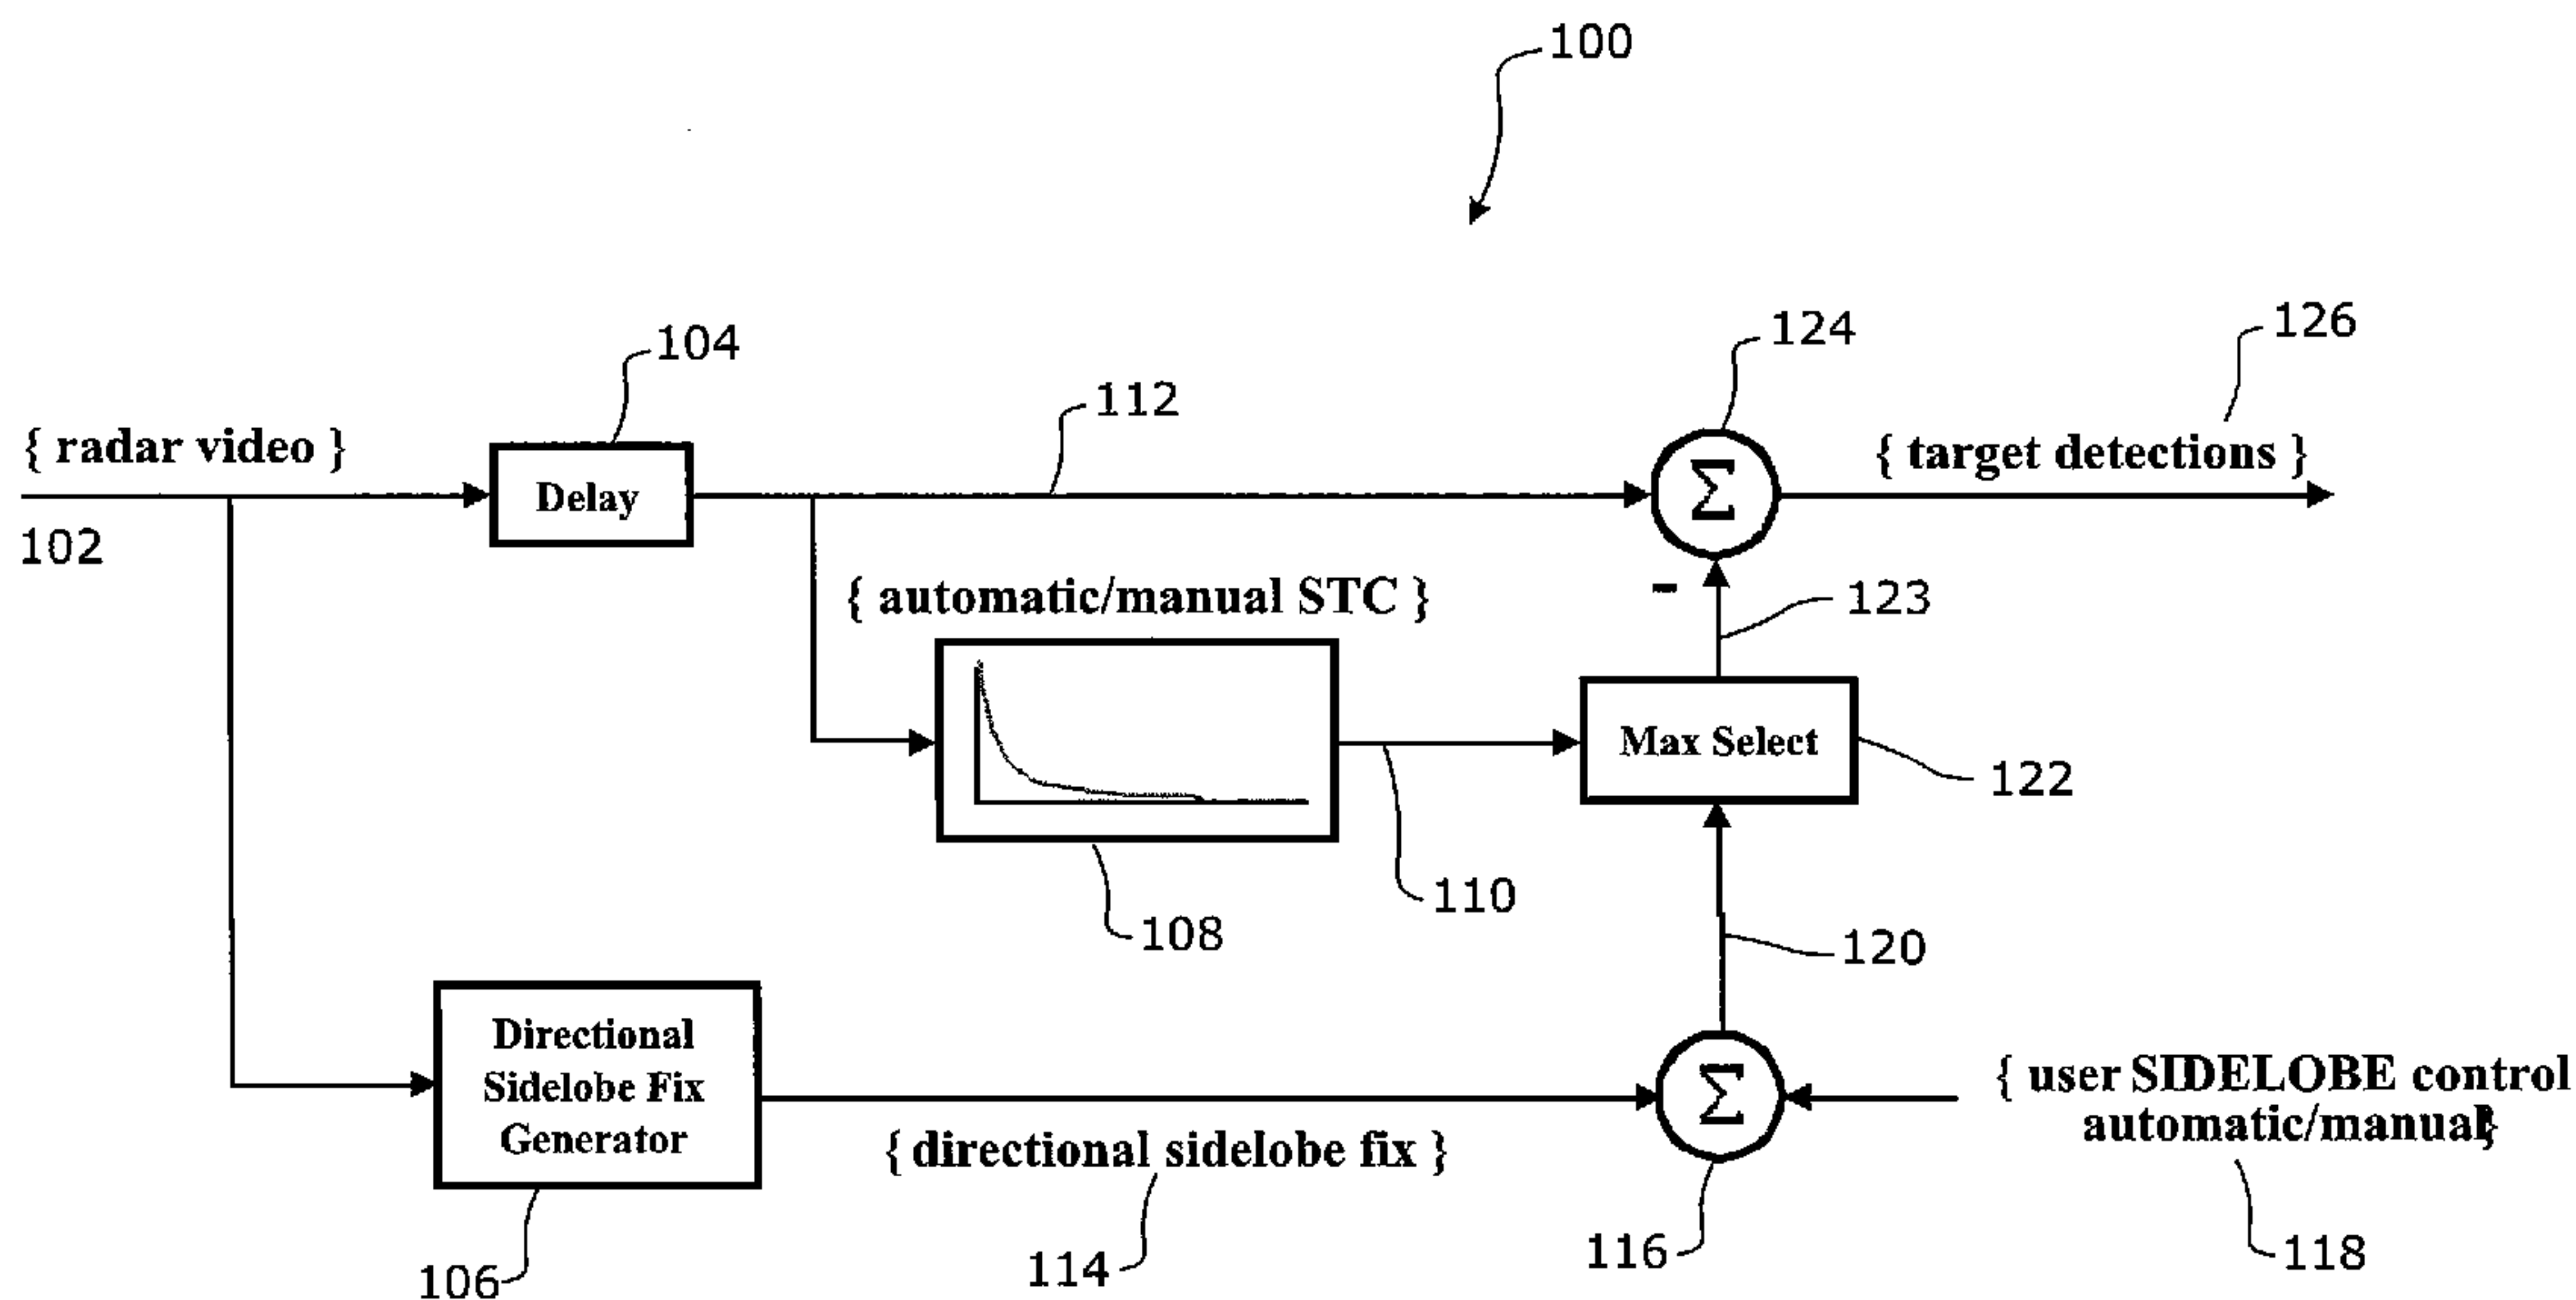 100
104
112
124
126
{ radar video }
Delay
Σ
{ target detections }
102
{ automatic/manual STC }
-
123
Max Select
122
110
108
120
Directional
Sidelobe Fix
Generator
Σ
{ user SIDELOBE control
automatic/manual}
{ directional sidelobe fix }
106
114
116
118